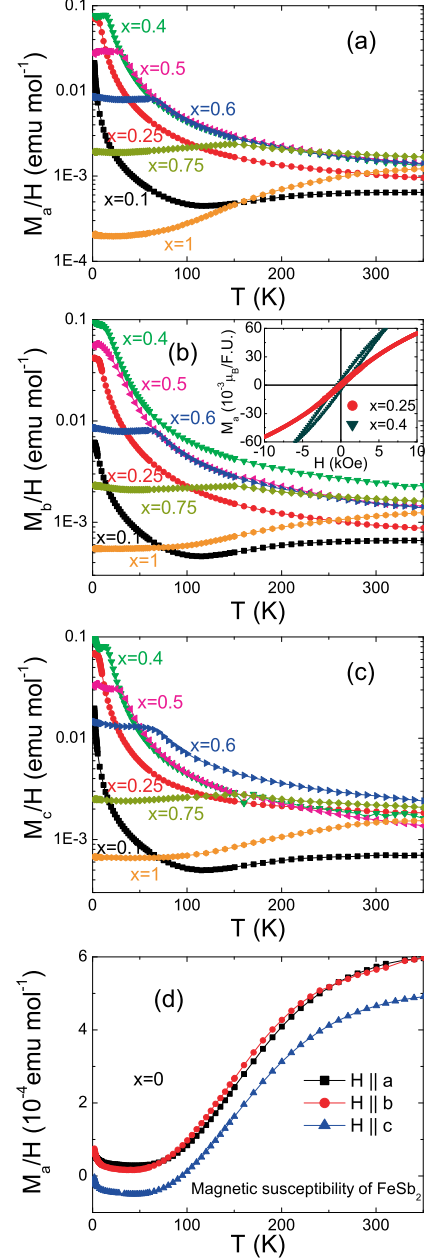 (a)
x=0.4
x=0.5
x=0.6
x=0.25
x=0.75
x=0.1
x=1
0.1
0.01
1E-3
1E-4
Mₐ/H (emu mol⁻¹)
0 100 200 300
T (K)
(b)
x=0.4
x=0.5
x=0.6
x=0.25
x=0.75
x=0.1
x=1
0.1
0.01
1E-3
M_b/H (emu mol⁻¹)
0 100 200 300
T (K)
60
30
0
-30
-60
Mₐ (10⁻³μ_B/F.U.)
x=0.25
x=0.4
-10 -5 0 5 10
H (kOe)
(c)
x=0.4
x=0.5
x=0.6
x=0.25
x=0.75
x=0.1
x=1
0.1
0.01
1E-3
M_c/H (emu mol⁻¹)
0 100 200 300
T (K)
(d)
x=0
H || a
H || b
H || c
Magnetic susceptibility of FeSb₂
6
4
2
0
Mₐ/H (10⁻⁴ emu mol⁻¹)
0 100 200 300
T (K)